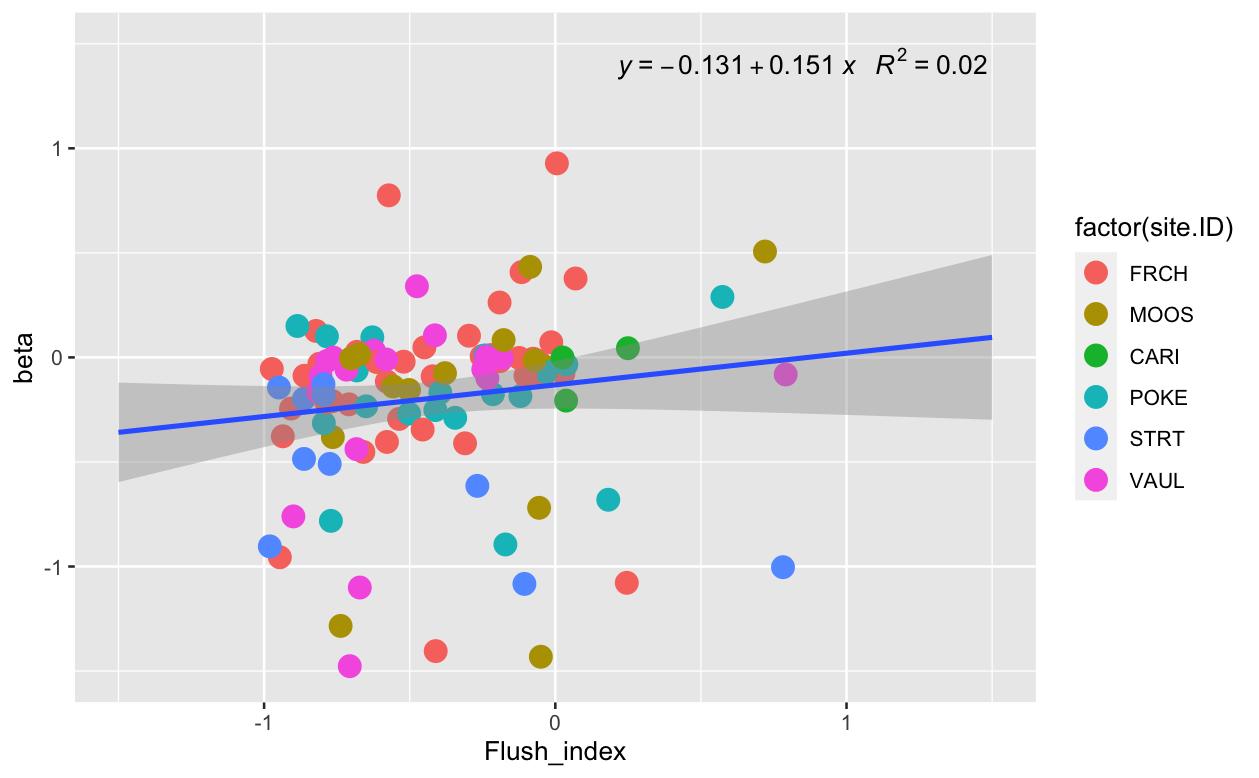 y = −0.131 + 0.151 x R² = 0.02
beta
1
0
-1
-1
0
1
Flush_index
factor(site.ID)
FRCH
MOOS
CARI
POKE
STRT
VAUL